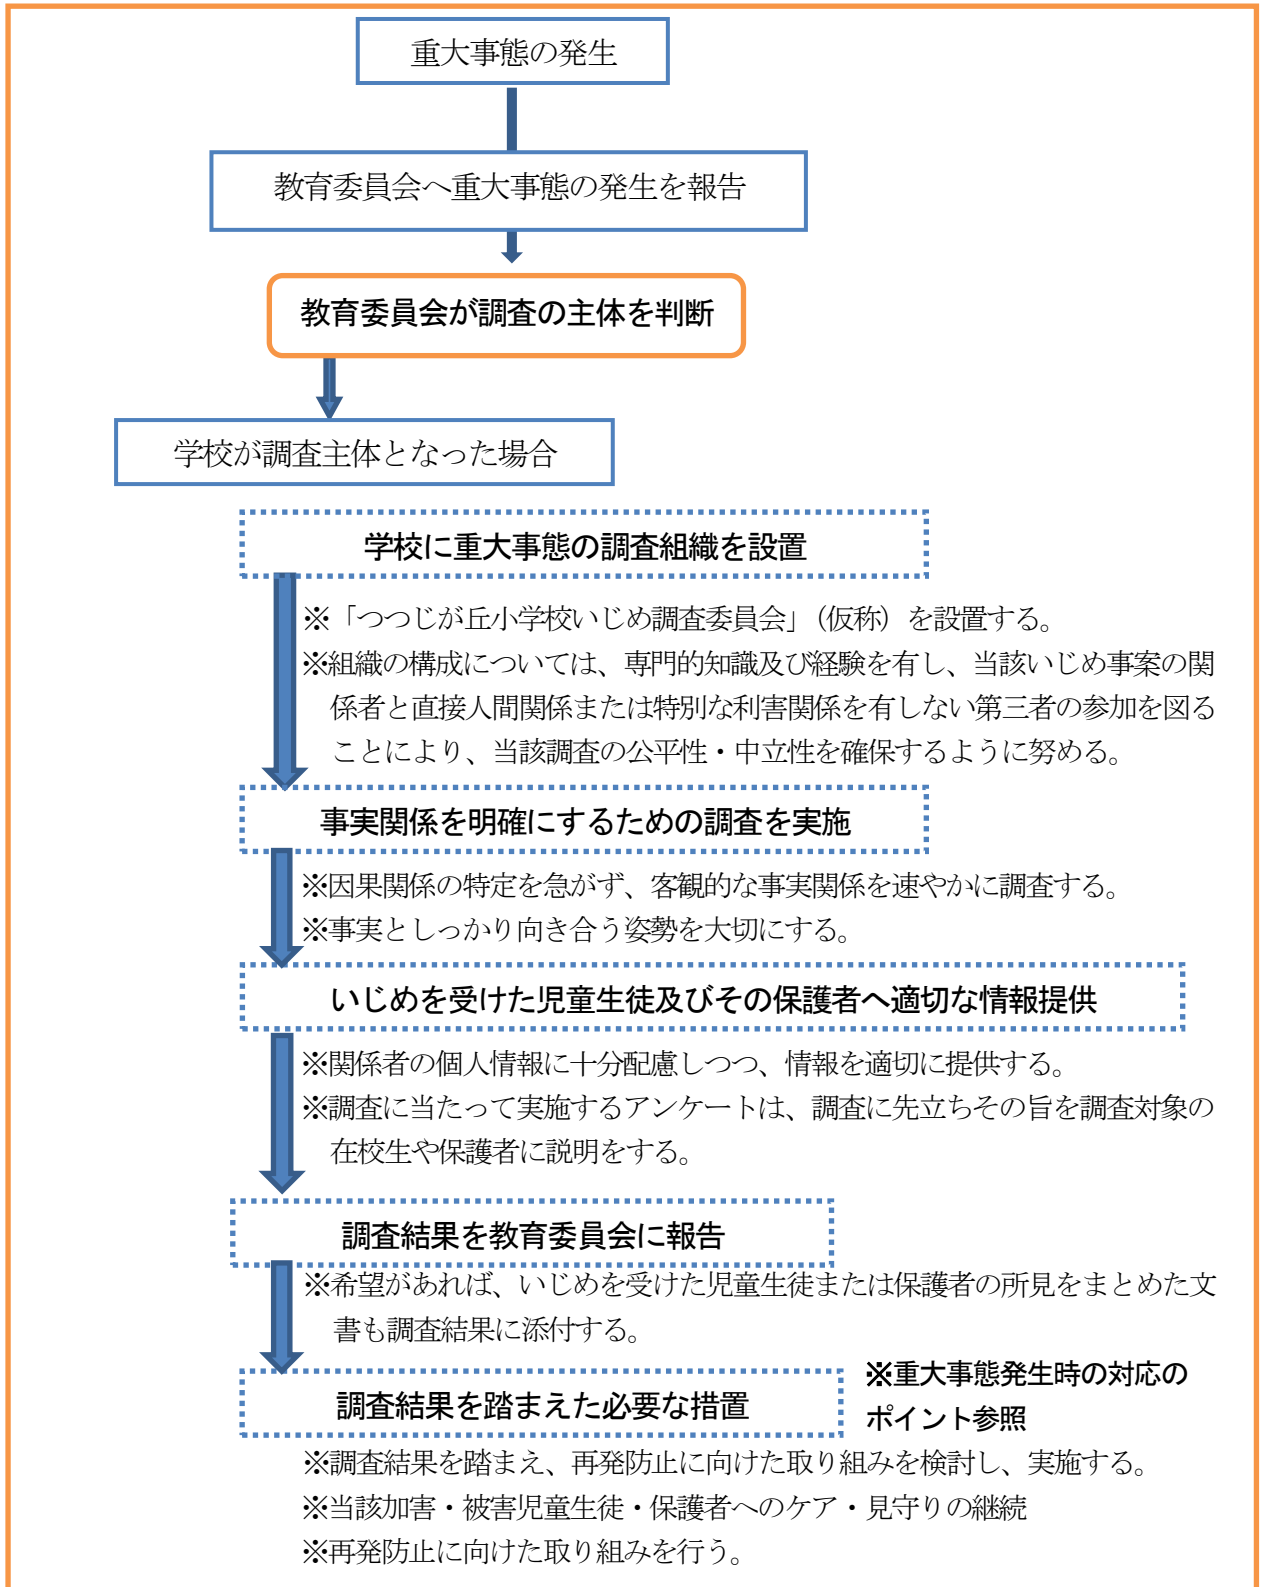 重大事態の発生
教育委員会へ重大事態の発生を報告
教育委員会が調査の主体を判断
学校が調査主体となった場合
学校に重大事態の調査組織を設置
※「つつじが丘小学校いじめ調査委員会」（仮称）を設置する。
※組織の構成については、専門的知識及び経験を有し、当該いじめ事案の関
係者と直接人間関係または特別な利害関係を有しない第三者の参加を図る
ことにより、当該調査の公平性・中立性を確保するように努める。
事実関係を明確にするための調査を実施
※因果関係の特定を急がず、客観的な事実関係を速やかに調査する。
※事実としっかり向き合う姿勢を大切にする。
いじめを受けた児童生徒及びその保護者へ適切な情報提供
※関係者の個人情報に十分配慮しつつ、情報を適切に提供する。
※調査に当たって実施するアンケートは、調査に先立ちその旨を調査対象の
在校生や保護者に説明をする。
調査結果を教育委員会に報告
※希望があれば、いじめを受けた児童生徒または保護者の所見をまとめた文
書も調査結果に添付する。
調査結果を踏まえた必要な措置
※重大事態発生時の対応の
ポイント参照
※調査結果を踏まえ、再発防止に向けた取り組みを検討し、実施する。
※当該加害・被害児童生徒・保護者へのケア・見守りの継続
※再発防止に向けた取り組みを行う。